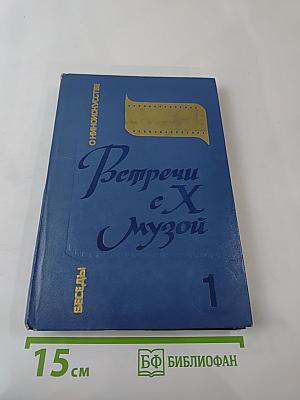 О КИНОИСКУССТВЕ
Встречи
с X
Музой
БЕСЕДЫ
1
15 см
БФ БИБЛИОФАН